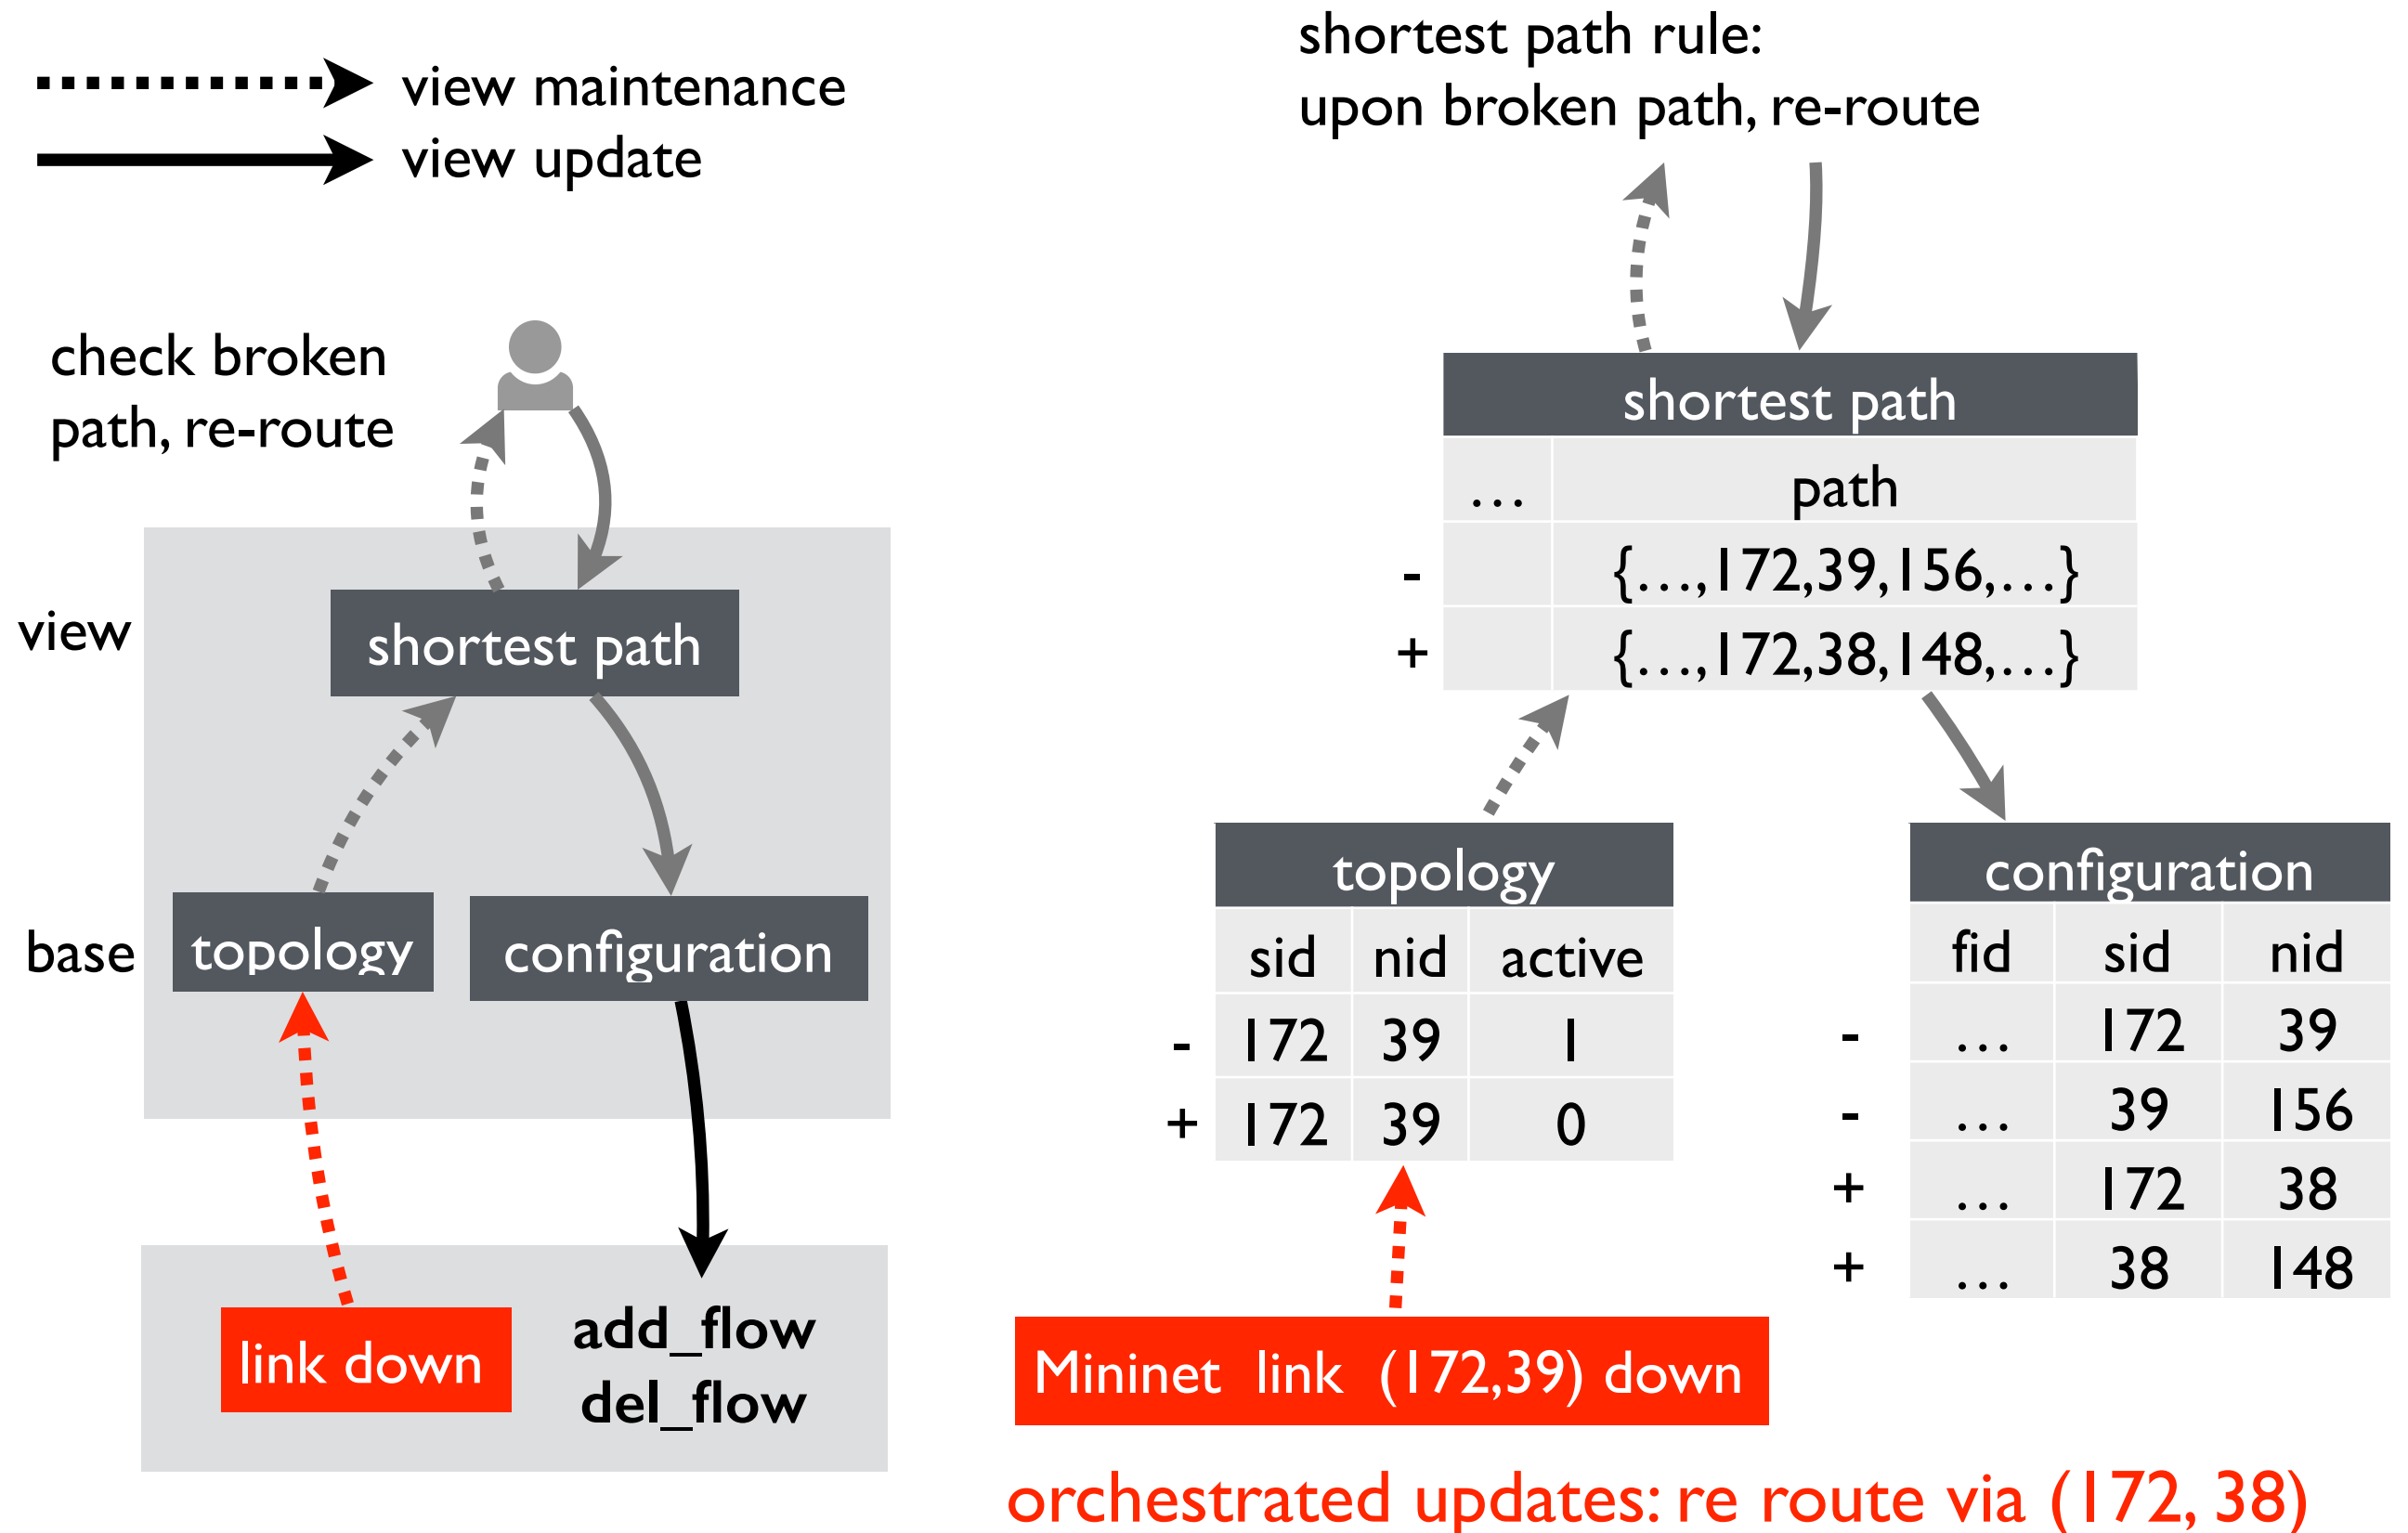 view maintenance
view update
check broken
path, re-route
view
shortest path
base
topology
configuration
link down
add_flow
del_flow
shortest path rule:
upon broken path, re-route
shortest path
… path
- {…,172,39,156,…}
+ {…,172,38,148,…}
topology
sid nid active
- 172 39 1
+ 172 39 0
configuration
fid sid nid
- … 172 39
- … 39 156
+ … 172 38
+ … 38 148
Mininet link (172,39) down
orchestrated updates: re route via (172, 38)